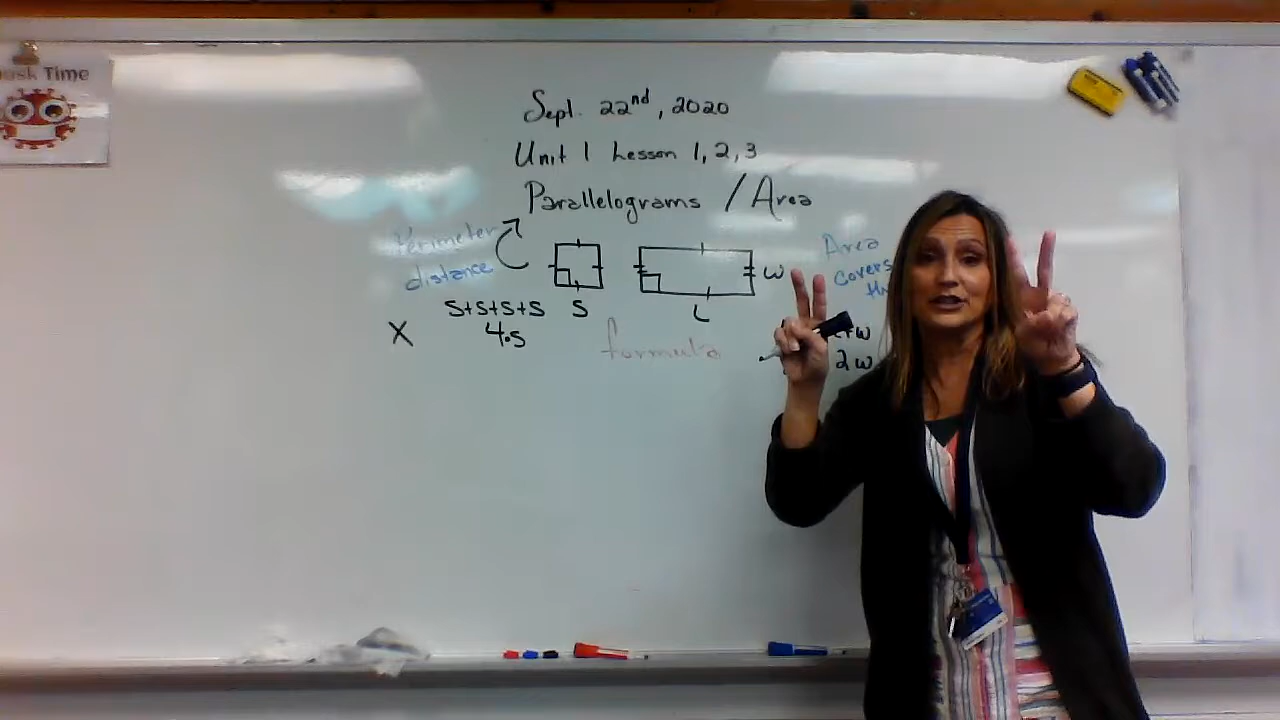 Mask Time
Sept. 22nd, 2020
Unit 1 Lesson 1, 2, 3
Parallelograms / Area
Perimeter
distance
Area
covers
S+S+S+S
S
L
W
X
4•S
formula
+W
2W